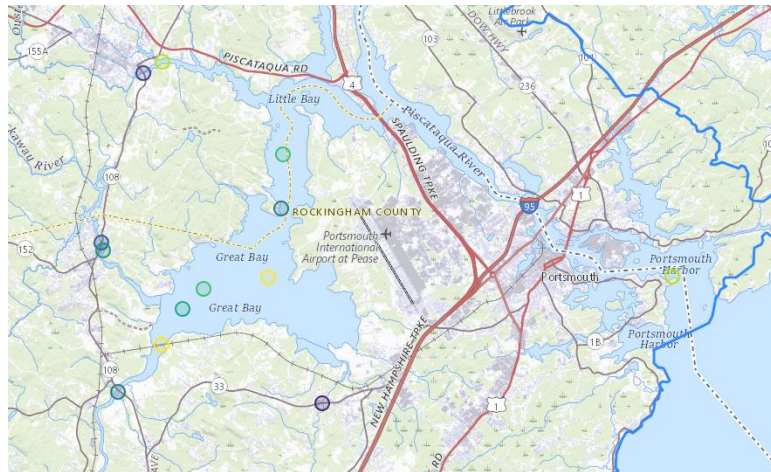 Littlebrook
Air Park
DOW HWY
103
236
101
155A
PISCATAQUA RD
Little Bay
4
Piscataqua River
SPAULDING TPKE
108
ROCKINGHAM COUNTY
95
1
152
Portsmouth
International
Airport at Pease
Great Bay
Great Bay
Portsmouth
Portsmouth
Harbor
Portsmouth
Harbor
1B
NEW HAMPSHIRE TPKE
108
33
1
RD